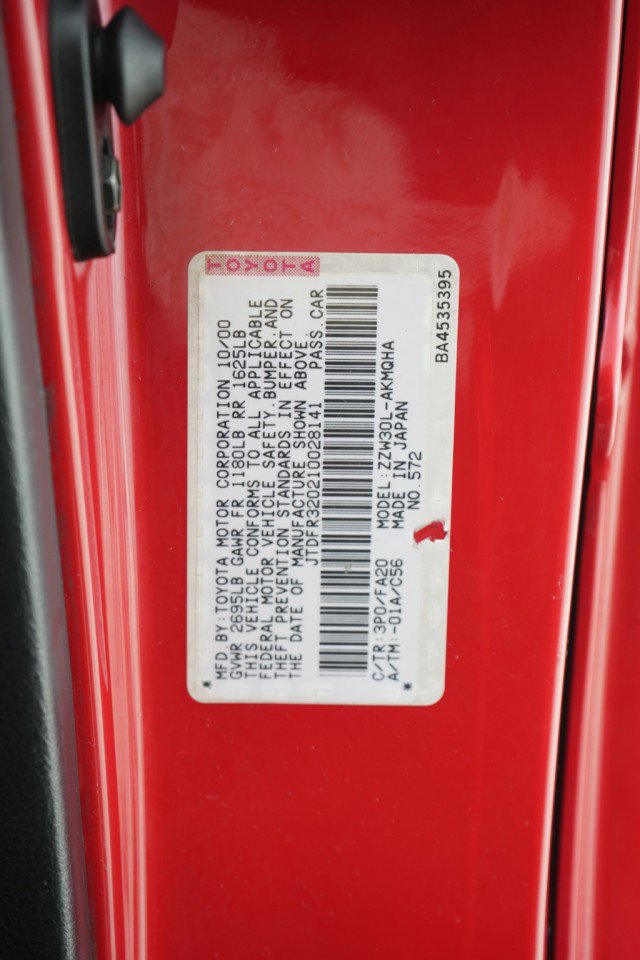 TOYOTA
MFD. BY: TOYOTA MOTOR CORPORATION 10/00
GVWR 2695LB GAWR FR 1180LB RR 1625LB
THIS VEHICLE CONFORMS TO ALL APPLICABLE
FEDERAL MOTOR VEHICLE SAFETY, BUMPER, AND
THEFT PREVENTION STANDARDS IN EFFECT ON
THE DATE OF MANUFACTURE SHOWN ABOVE.
JTDFR320210028141 PASS. CAR
C/TR: 3P0/FA20 MODEL: ZZW30L-AKMQHA
A/TM: -01A/C56 MADE IN JAPAN
NO. 572
BA4535395